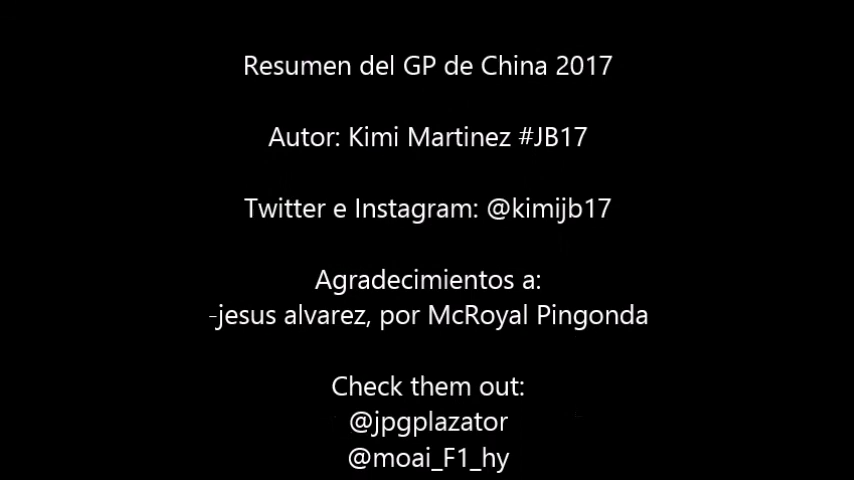 Resumen del GP de China 2017
Autor: Kimi Martinez #JB17
Twitter e Instagram: @kimijb17
Agradecimientos a:
-jesus alvarez, por McRoyal Pingonda
Check them out:
@jpgplazator
@moai_F1_hy